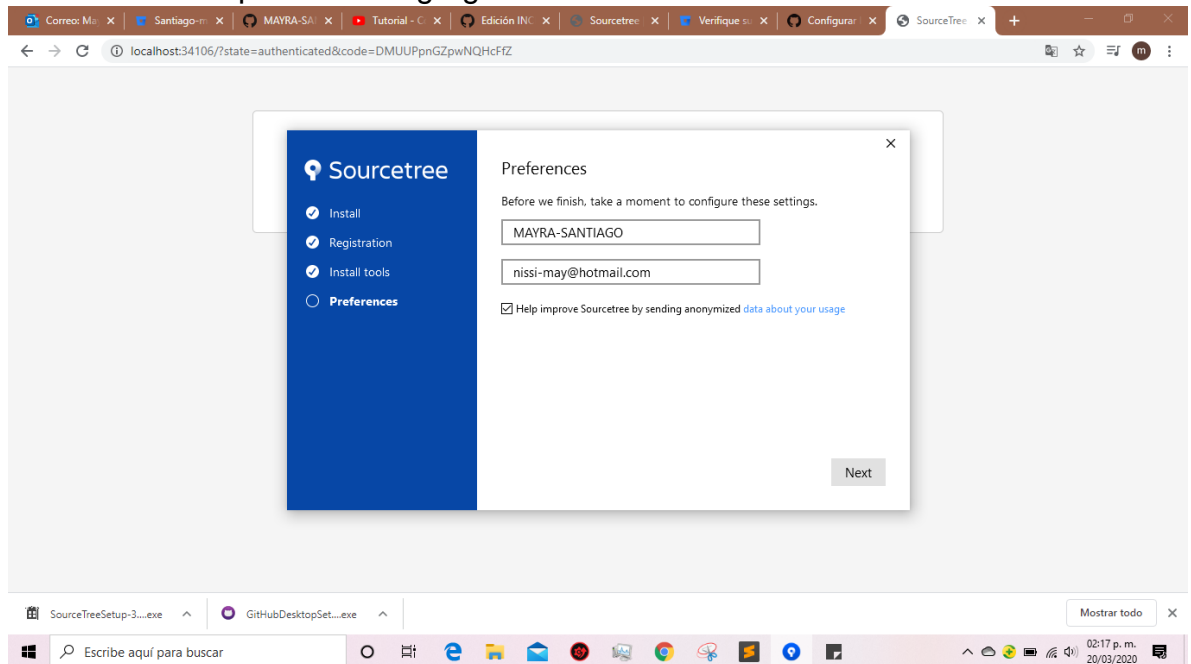 Correo: Ma
Santiago-m
MAYRA-SA
Tutorial - C
Edición IN
Sourcetree
Verifique su
Configurar
SourceTree
localhost:34106/?state=authenticated&code=DMUUPpnGZpwNQHcFfZ
m
Sourcetree
Install
Registration
Install tools
Preferences
Preferences
Before we finish, take a moment to configure these settings.
MAYRA-SANTIAGO
nissi-may@hotmail.com
Help improve Sourcetree by sending anonymized data about your usage
Next
SourceTreeSetup-3....exe
GitHubDesktopSet....exe
Mostrar todo
Escribe aquí para buscar
02:17 p. m.
20/03/2020